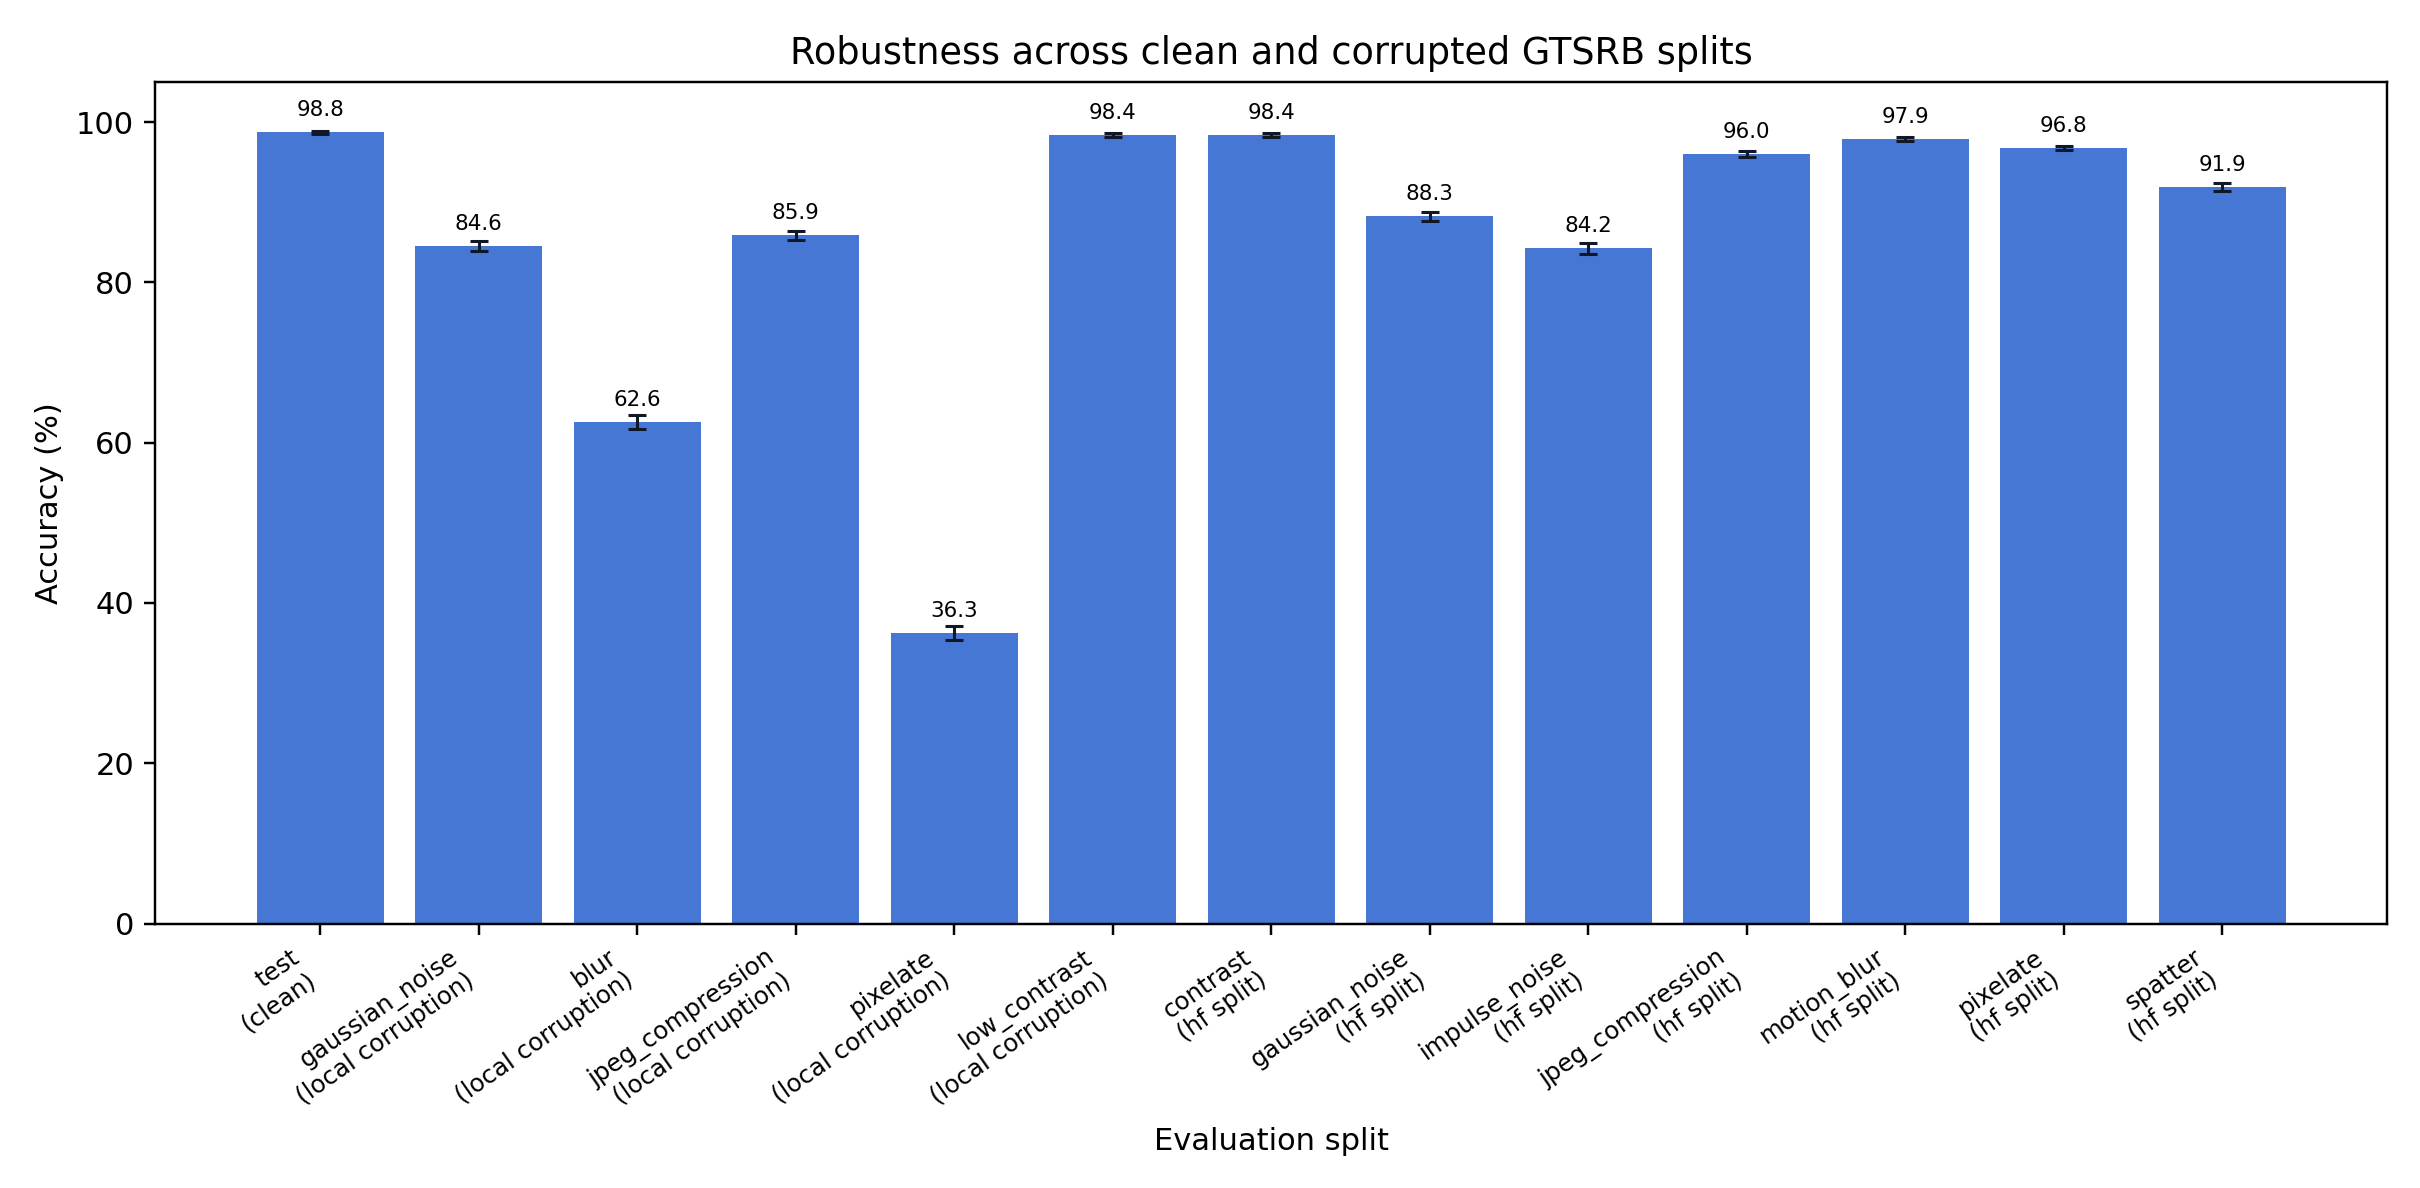 Robustness across clean and corrupted GTSRB splits
Accuracy (%)
100
80
60
40
20
0
98.8
84.6
62.6
85.9
36.3
98.4
98.4
88.3
84.2
96.0
97.9
96.8
91.9
test
(clean)
gaussian_noise
(local corruption)
blur
(local corruption)
jpeg_compression
(local corruption)
pixelate
(local corruption)
low_contrast
(local corruption)
contrast
(hf split)
gaussian_noise
(hf split)
impulse_noise
(hf split)
jpeg_compression
(hf split)
motion_blur
(hf split)
pixelate
(hf split)
spatter
(hf split)
Evaluation split